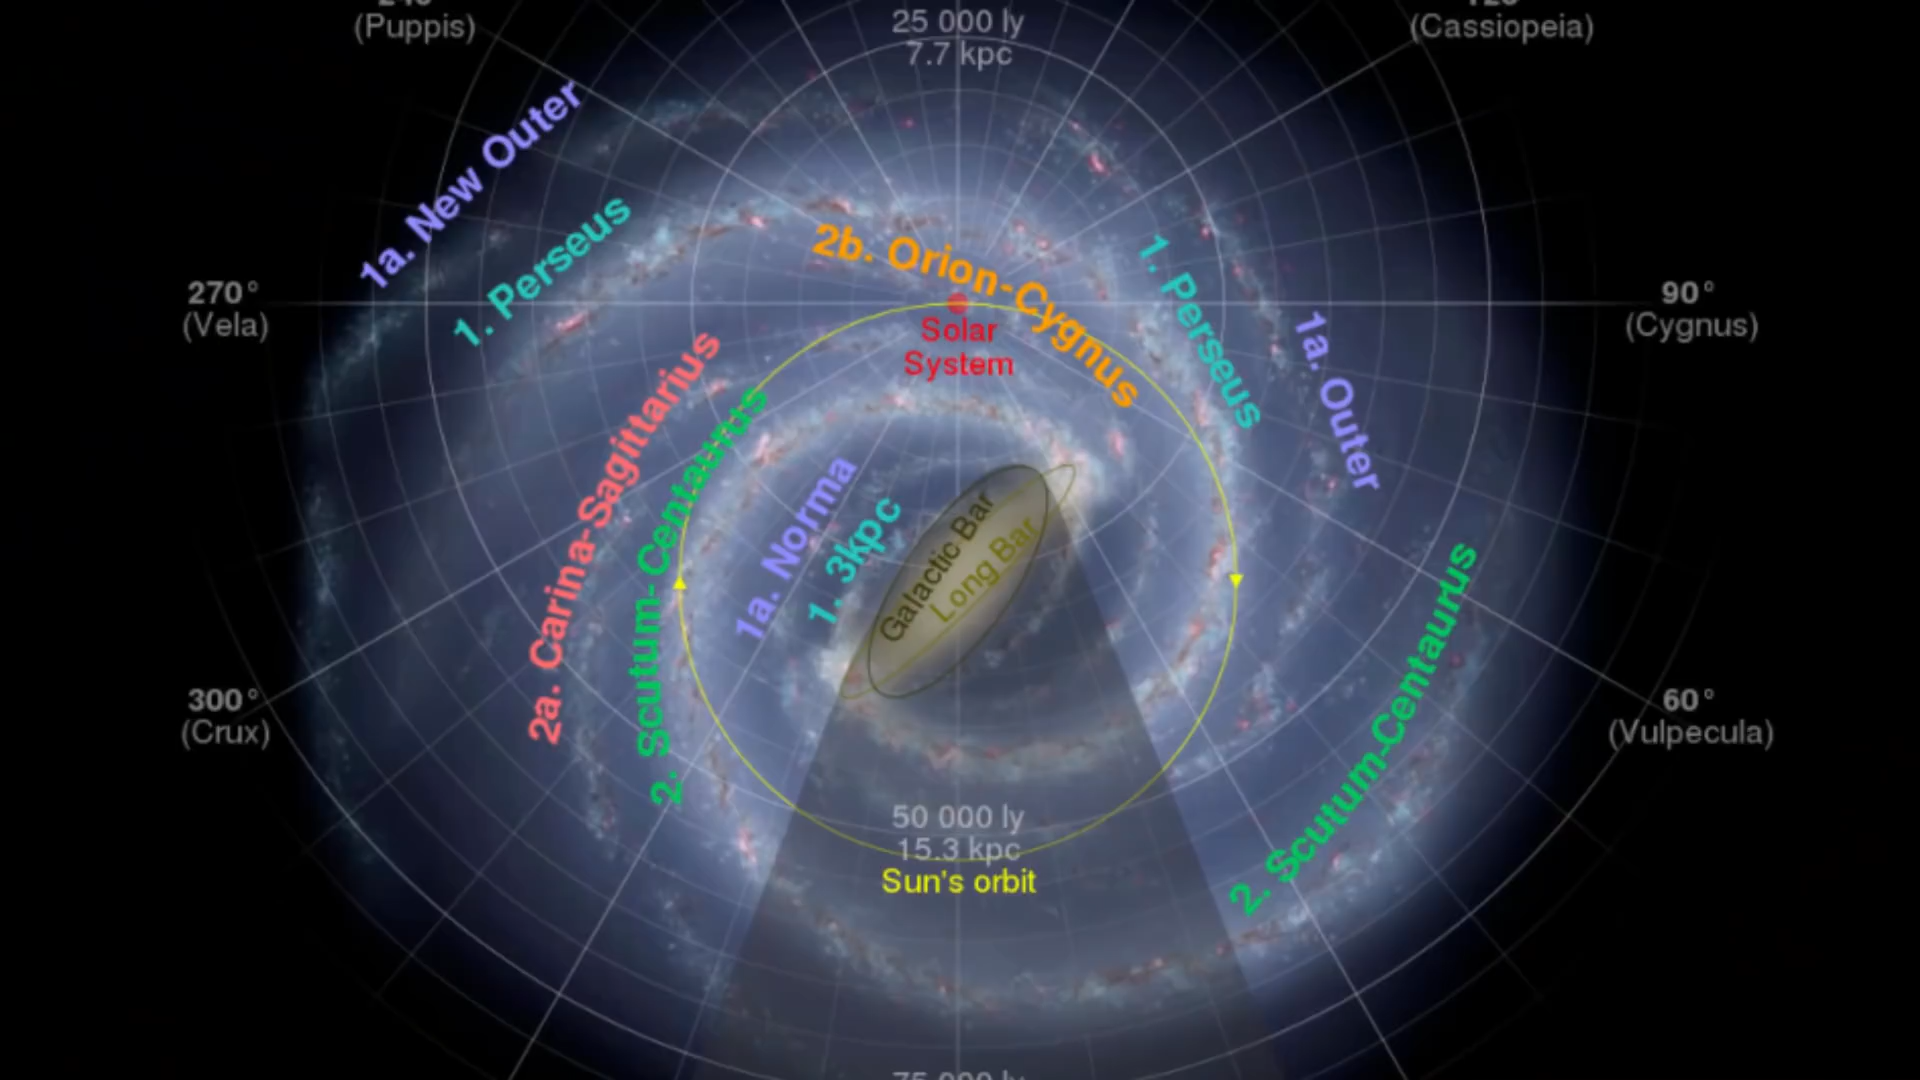 (Puppis)
25 000 ly
7.7 kpc
(Cassiopeia)
1a. New Outer
1. Perseus
2b. Orion-Cygnus
1. Perseus
270°
(Vela)
90°
(Cygnus)
Solar
System
1a. Outer
2a. Carina-Sagittarius
2. Scutum-Centaurus
1a. Norma
1. 3kpc
Galactic Bar
Long Bar
2. Scutum-Centaurus
300°
(Crux)
60°
(Vulpecula)
50 000 ly
15.3 kpc
Sun's orbit